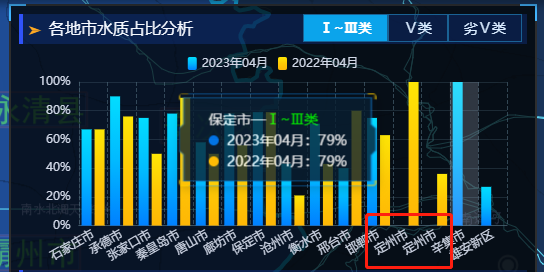 各地市水质占比分析
Ⅰ~Ⅲ类
Ⅴ类
劣Ⅴ类
2023年04月
2022年04月
100%
80%
60%
40%
20%
0%
保定市—Ⅰ~Ⅲ类
2023年04月：79%
2022年04月：79%
石家庄市
承德市
张家口市
秦皇岛市
唐山市
廊坊市
保定市
沧州市
衡水市
邢台市
邯郸市
定州市
定州市
辛集市
雄安新区
永清县
霸州市